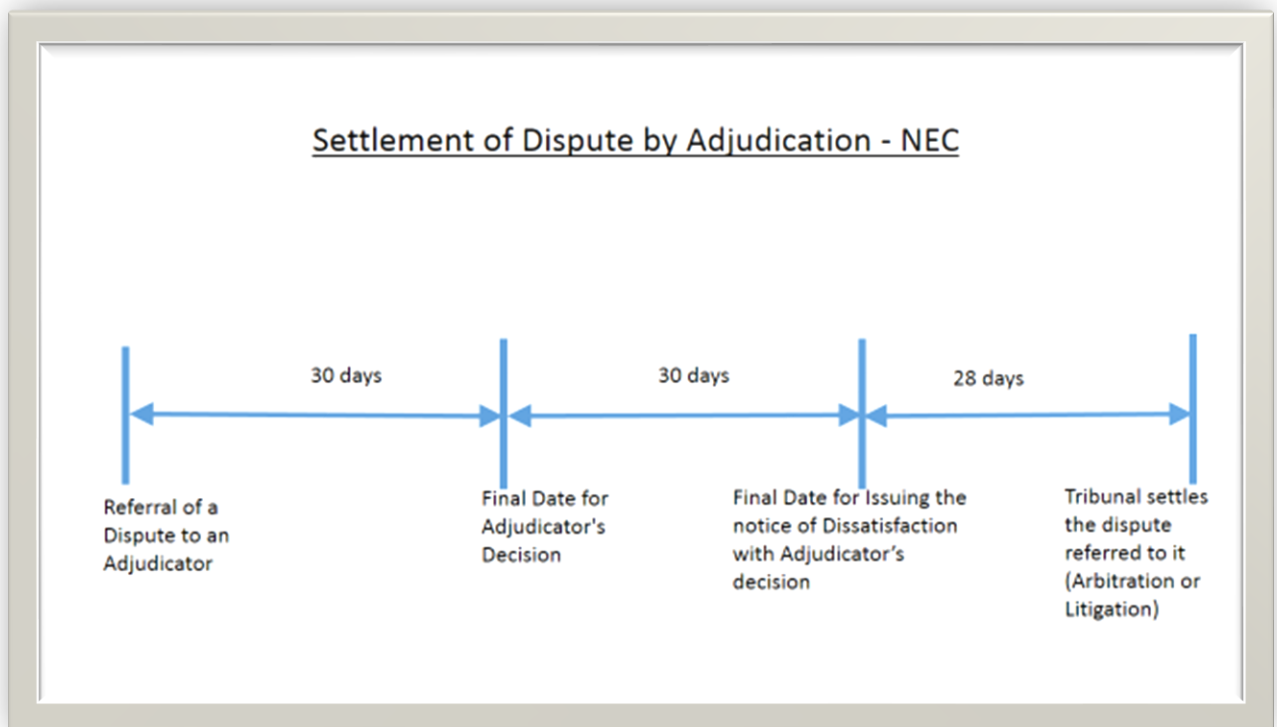 Settlement of Dispute by Adjudication - NEC
30 days
30 days
28 days
Referral of a
Dispute to an
Adjudicator
Final Date for
Adjudicator's
Decision
Final Date for Issuing the
notice of Dissatisfaction
with Adjudicator’s
decision
Tribunal settles
the dispute
referred to it
(Arbitration or
Litigation)